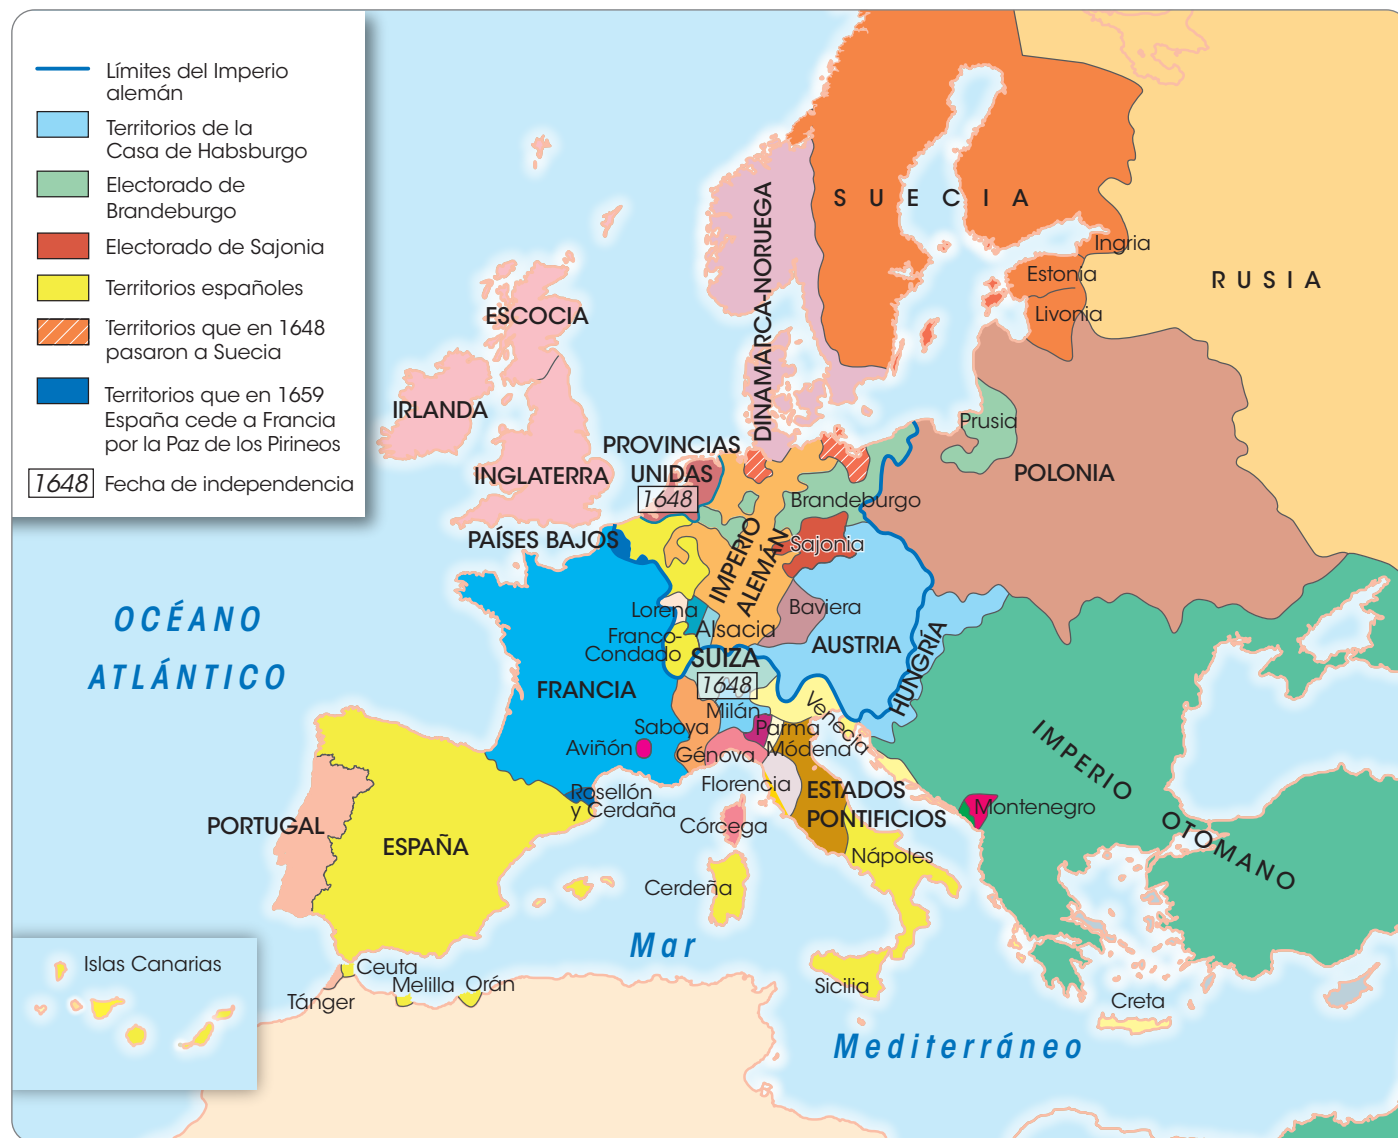 Límites del Imperio
alemán
Territorios de la
Casa de Habsburgo
Electorado de
Brandeburgo
Electorado de Sajonia
Territorios españoles
Territorios que en 1648
pasaron a Suecia
Territorios que en 1659
España cede a Francia
por la Paz de los Pirineos
1648 Fecha de independencia
SUECIA
DINAMARCA-NORUEGA
Ingria
Estonia
Livonia
RUSIA
ESCOCIA
IRLANDA
INGLATERRA
PROVINCIAS
UNIDAS
1648
PAÍSES BAJOS
Prusia
POLONIA
Brandeburgo
Sajonia
IMPERIO
ALEMÁN
Lorena
Alsacia
Baviera
Franco-
Condado
SUIZA
1648
AUSTRIA
HUNGRÍA
OCÉANO
ATLÁNTICO
FRANCIA
Milán
Venecia
Saboya
Parma
Aviñón
Génova
Módena
Florencia
Rosellón
y Cerdaña
ESTADOS
PONTIFICIOS
Montenegro
IMPERIO
OTOMANO
PORTUGAL
ESPAÑA
Córcega
Nápoles
Cerdeña
Mar
Mediterráneo
Sicilia
Creta
Islas Canarias
Ceuta
Melilla
Orán
Tánger